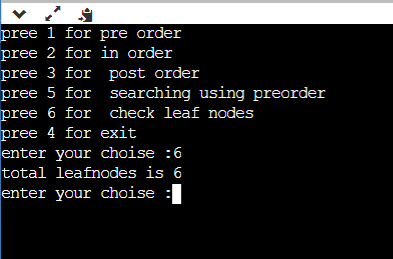 pree 1 for pre order
pree 2 for in order
pree 3 for  post order
pree 5 for  searching using preorder
pree 6 for  check leaf nodes
pree 4 for exit
enter your choise :6
total leafnodes is 6
enter your choise :